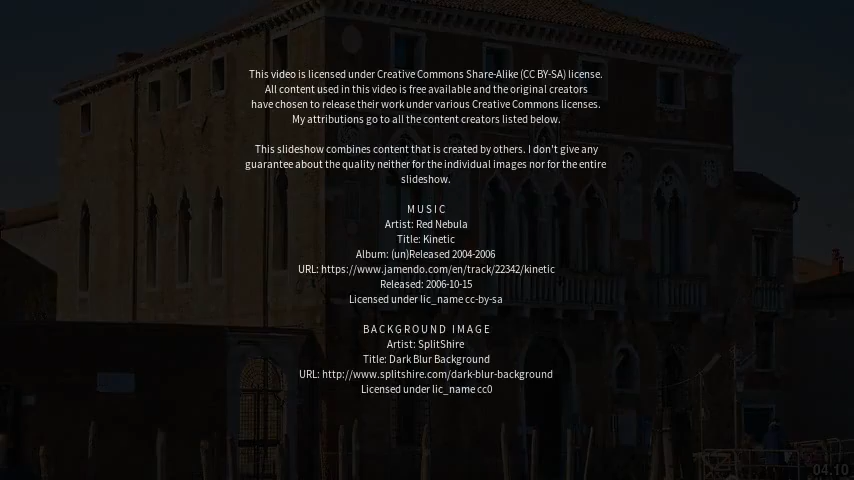 This video is licensed under Creative Commons Share-Alike (CC BY-SA) license.
All content used in this video is free available and the original creators
have chosen to release their work under various Creative Commons licenses.
My attributions go to all the content creators listed below.
This slideshow combines content that is created by others. I don't give any
guarantee about the quality neither for the individual images nor for the entire
slideshow.
MUSIC
Artist: Red Nebula
Title: Kinetic
Album: (un)Released 2004-2006
URL: https://www.jamendo.com/en/track/22342/kinetic
Released: 2006-10-15
Licensed under lic_name cc-by-sa
BACKGROUND IMAGE
Artist: SplitShire
Title: Dark Blur Background
URL: http://www.splitshire.com/dark-blur-background
Licensed under lic_name cc0
04.10